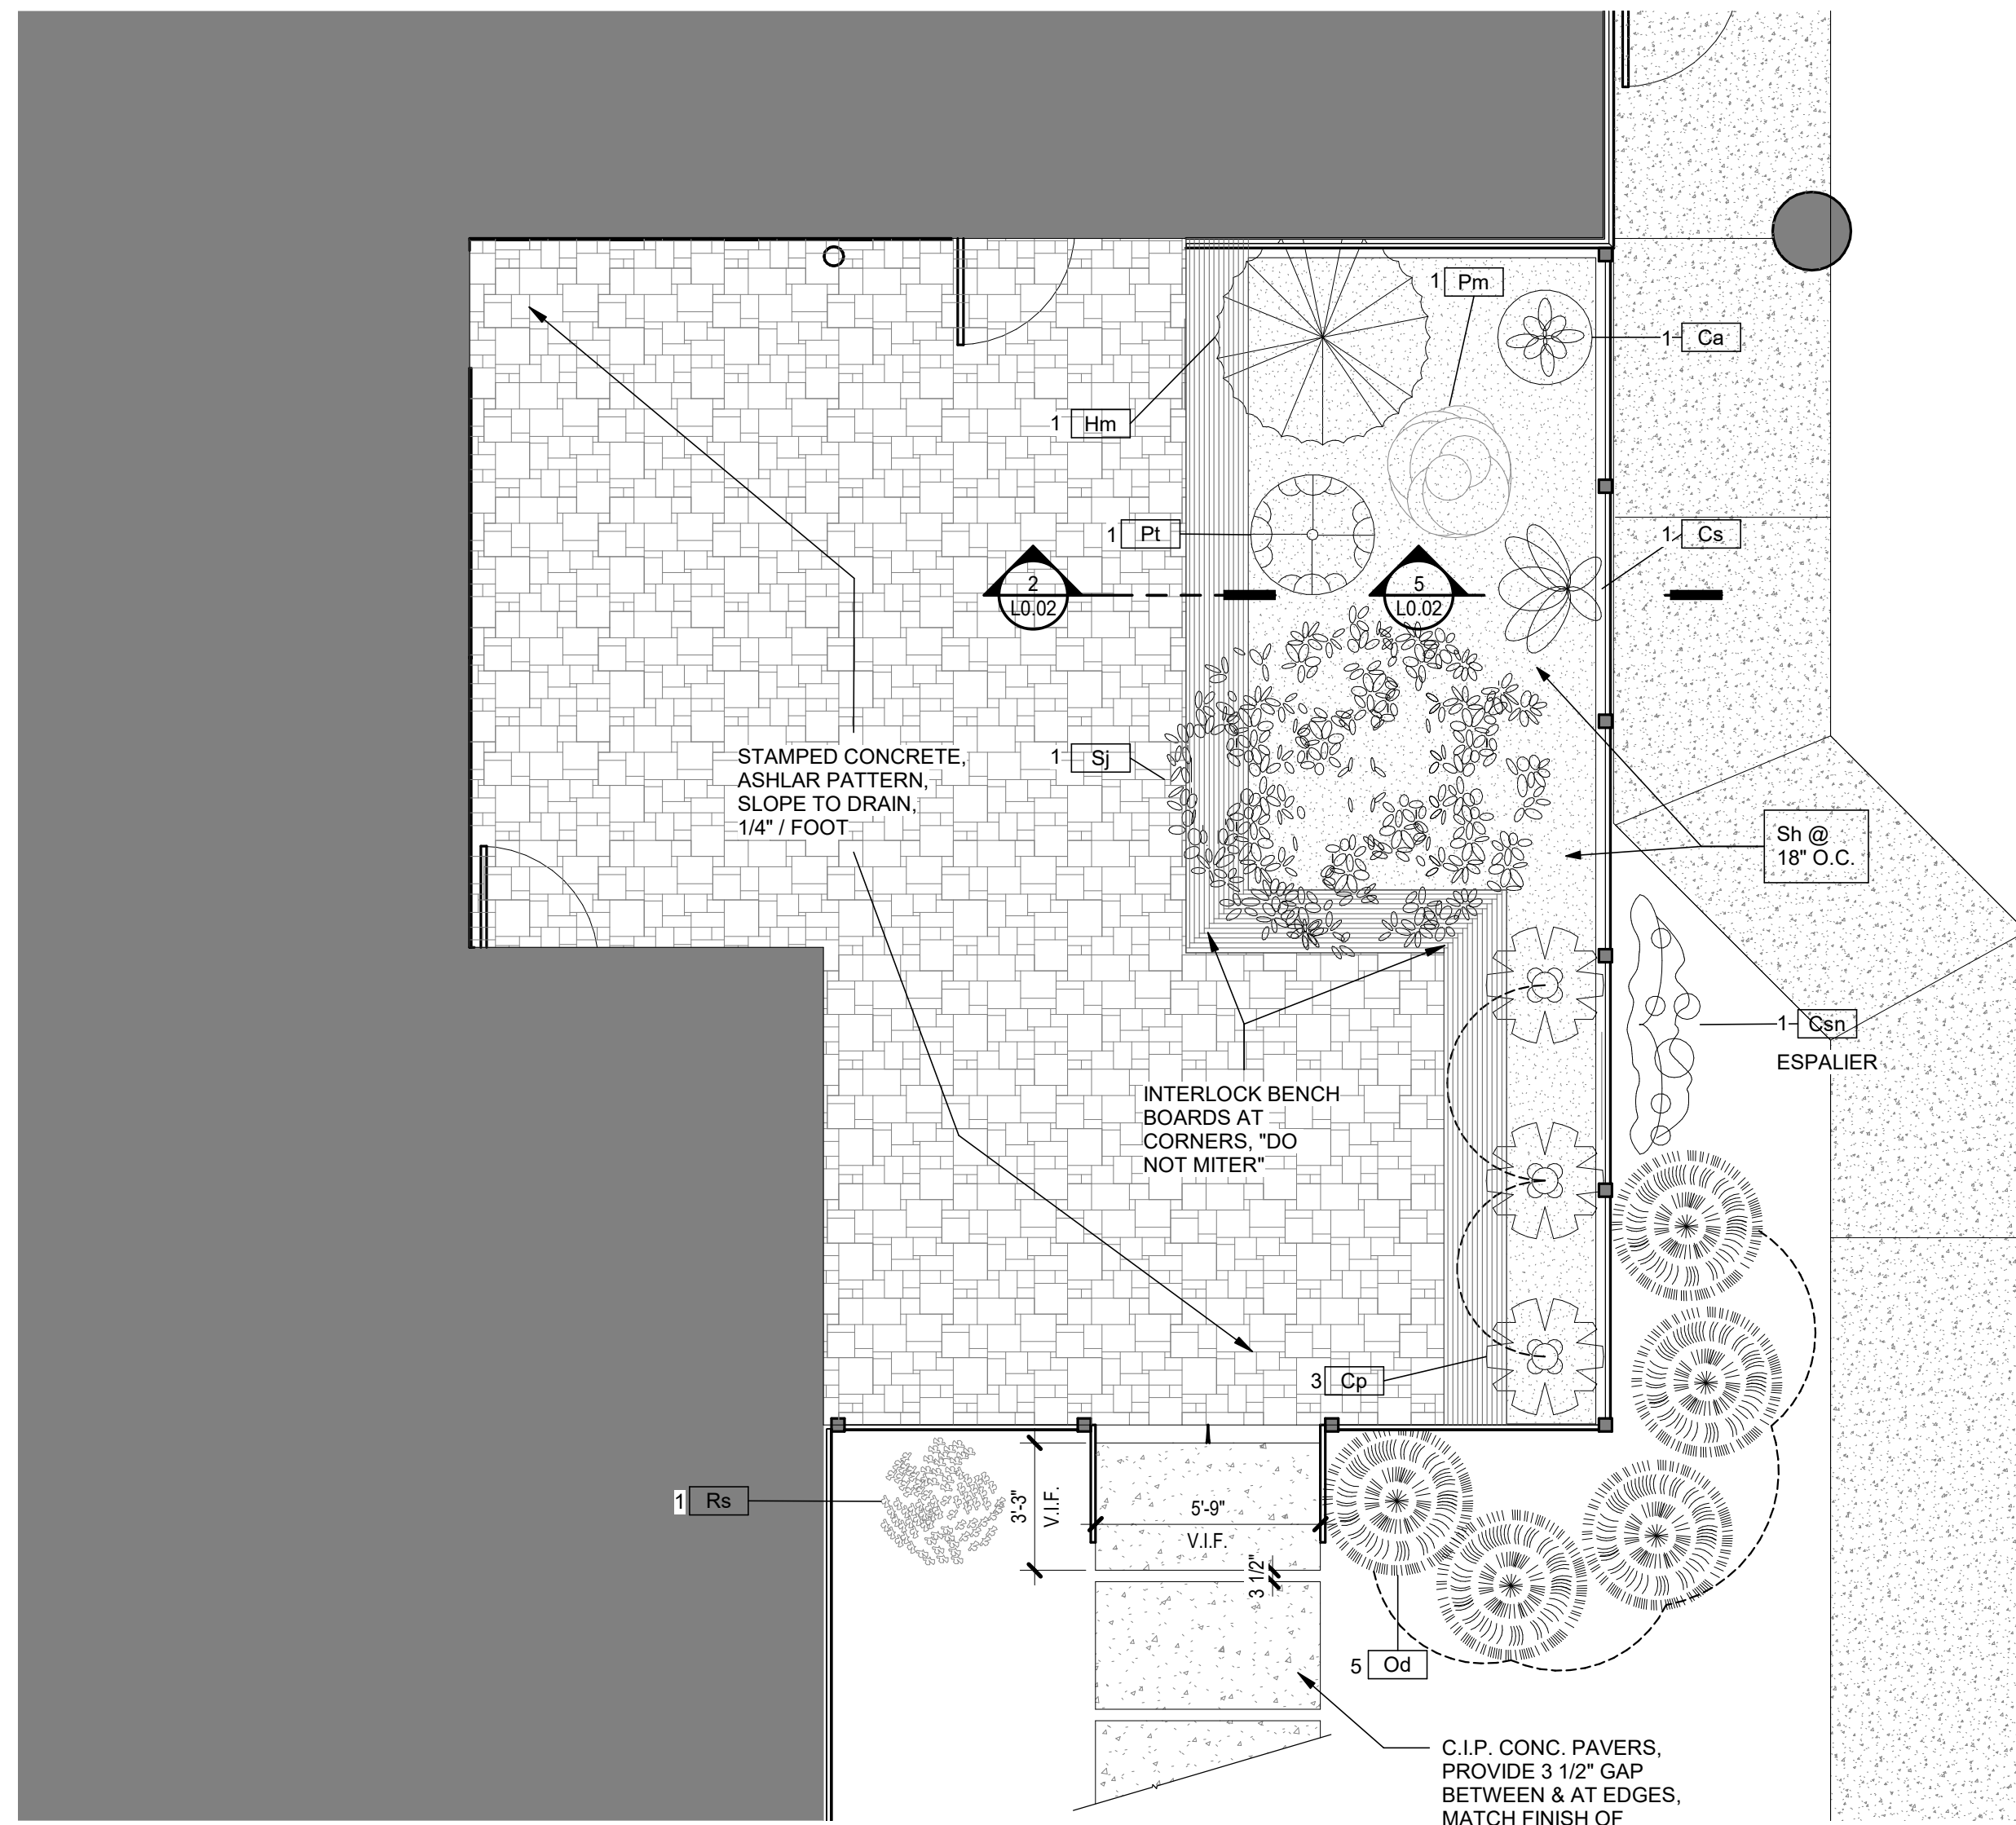 1 Pm
1 Ca
1 Hm
1 Pt
1 Cs
2
L0.02
5
L0.02
STAMPED CONCRETE,
ASHLAR PATTERN,
SLOPE TO DRAIN,
1/4" / FOOT
1 Sj
Sh @
18" O.C.
1 Csn
ESPALIER
INTERLOCK BENCH
BOARDS AT
CORNERS, "DO
NOT MITER"
3 Cp
1 Rs
3'-3"
V.I.F.
5'-9"
V.I.F.
3 1/2"
5 Od
C.I.P. CONC. PAVERS,
PROVIDE 3 1/2" GAP
BETWEEN & AT EDGES,
MATCH FINISH OF